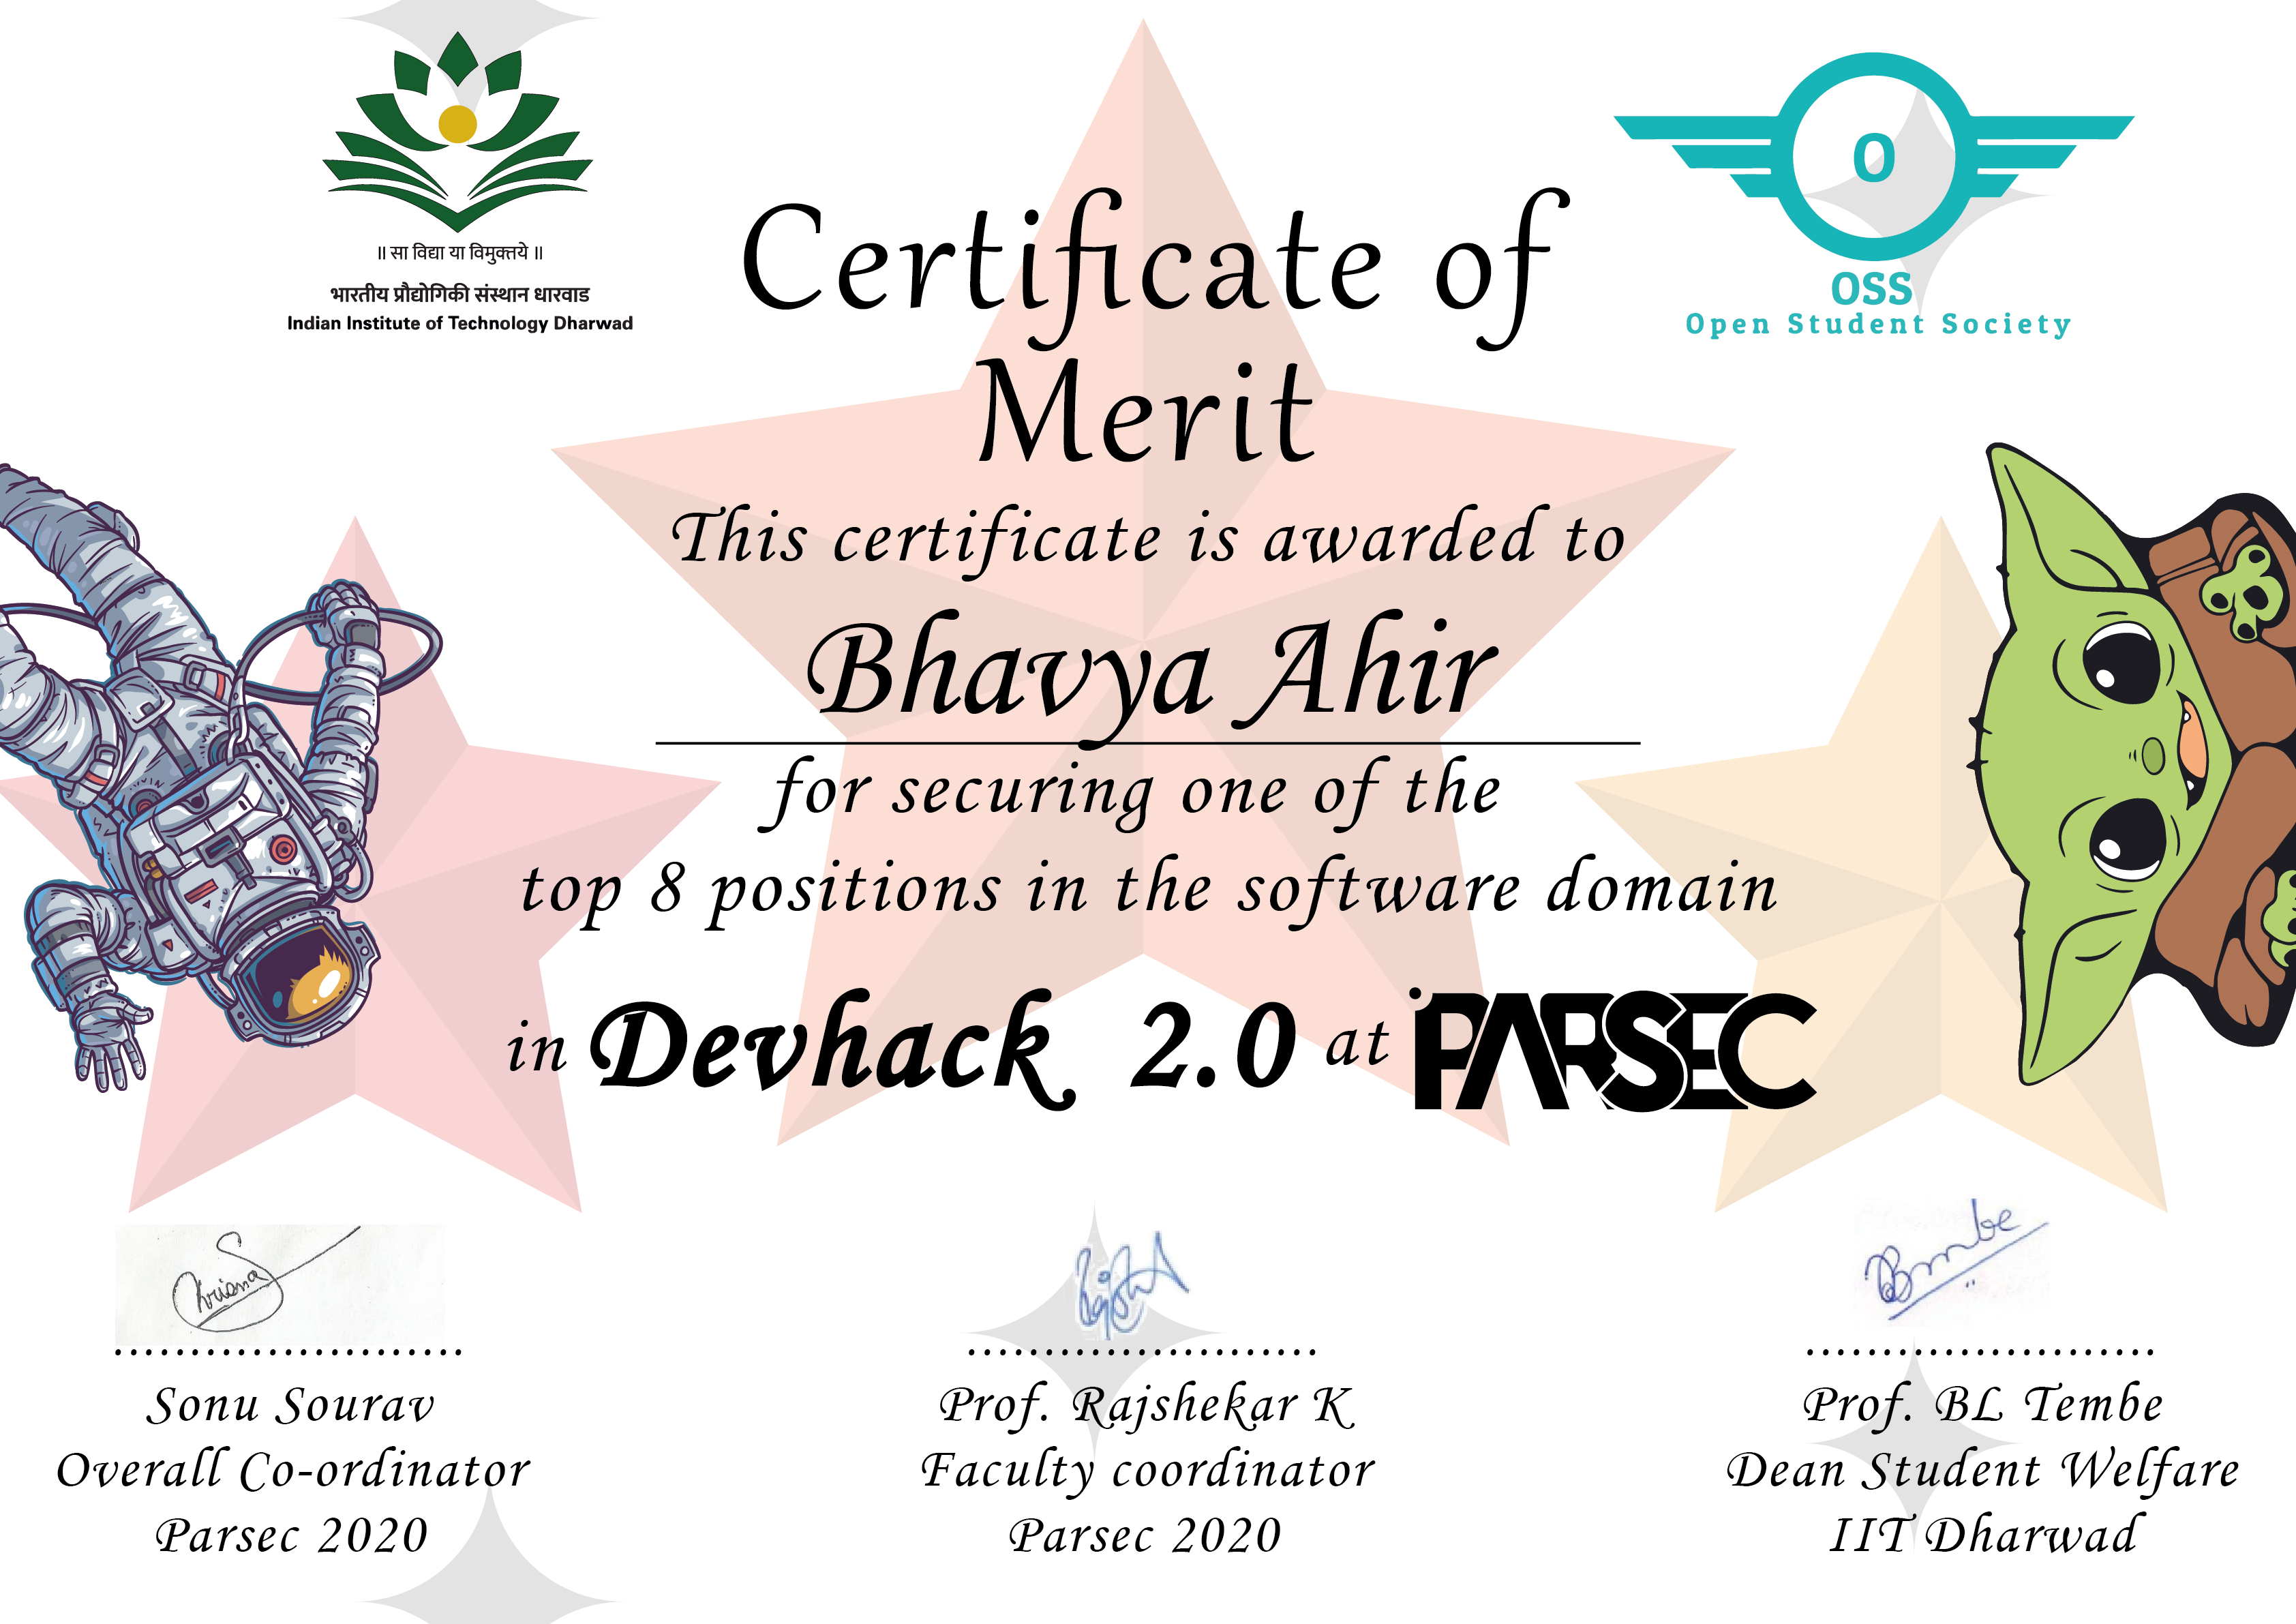 ॥ सा विद्या या विमुक्तये ॥
भारतीय प्रौद्योगिकी संस्थान धारवाड
Indian Institute of Technology Dharwad
O
OSS
Open Student Society
Certificate of
Merit
This certificate is awarded to
Bhavya Ahir
for securing one of the
top 8 positions in the software domain
in Devhack 2.0 at PARSEC
Sonu Sourav
Overall Co-ordinator
Parsec 2020
Prof. Rajshekar K
Faculty coordinator
Parsec 2020
Prof. BL Tembe
Dean Student Welfare
IIT Dharwad